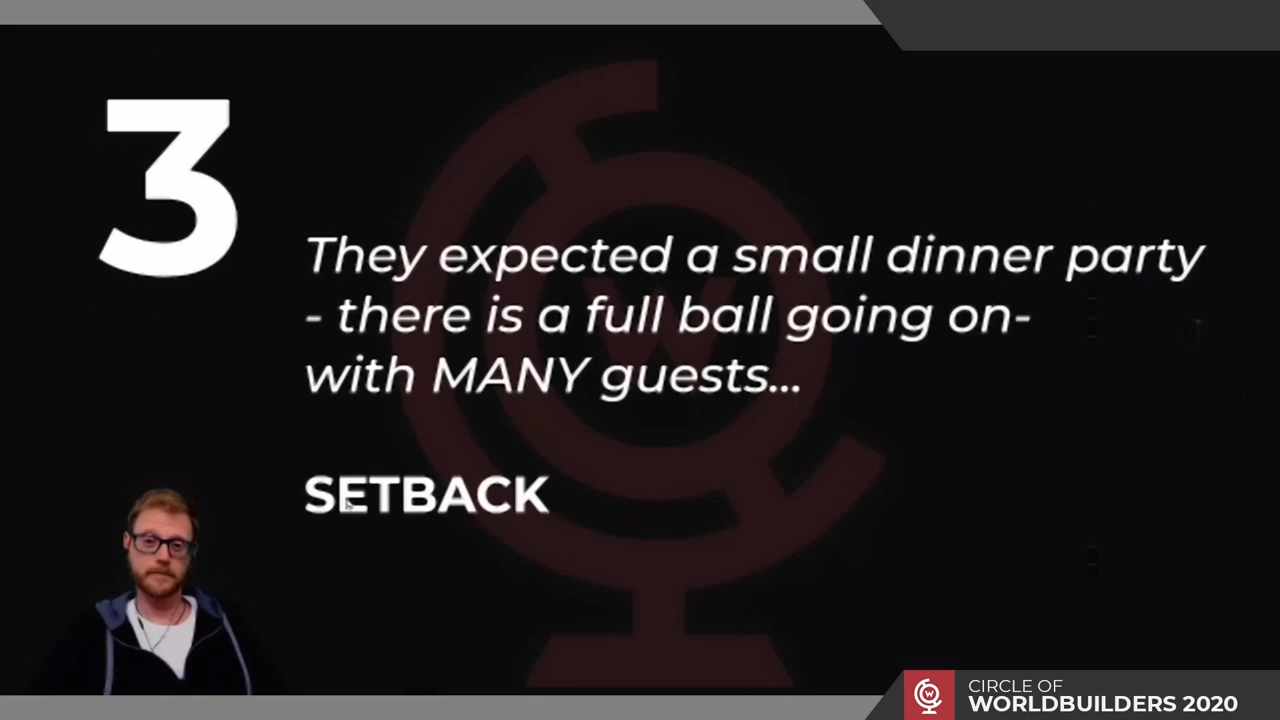 3
They expected a small dinner party
- there is a full ball going on-
with MANY guests...
SETBACK
W
W
CIRCLE OF
WORLDBUILDERS 2020